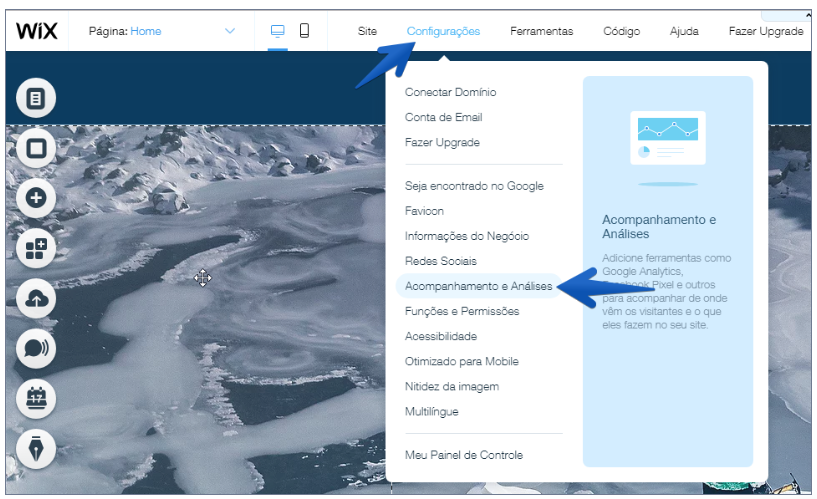 WiX Página: Home Site Configurações Ferramentas Código Ajuda Fazer Upgrade
Conectar Domínio
Conta de Email
Fazer Upgrade
Seja encontrado no Google
Favicon
Informações do Negócio
Redes Sociais
Acompanhamento e Análises
Funções e Permissões
Acessibilidade
Otimizado para Mobile
Nitidez da imagem
Multilíngue
Meu Painel de Controle
Acompanhamento e
Análises
Adicione ferramentas como
Google Analytics,
Pixel e outros
para acompanhar de onde
vêm os visitantes e o que
eles fazem no seu site.
17